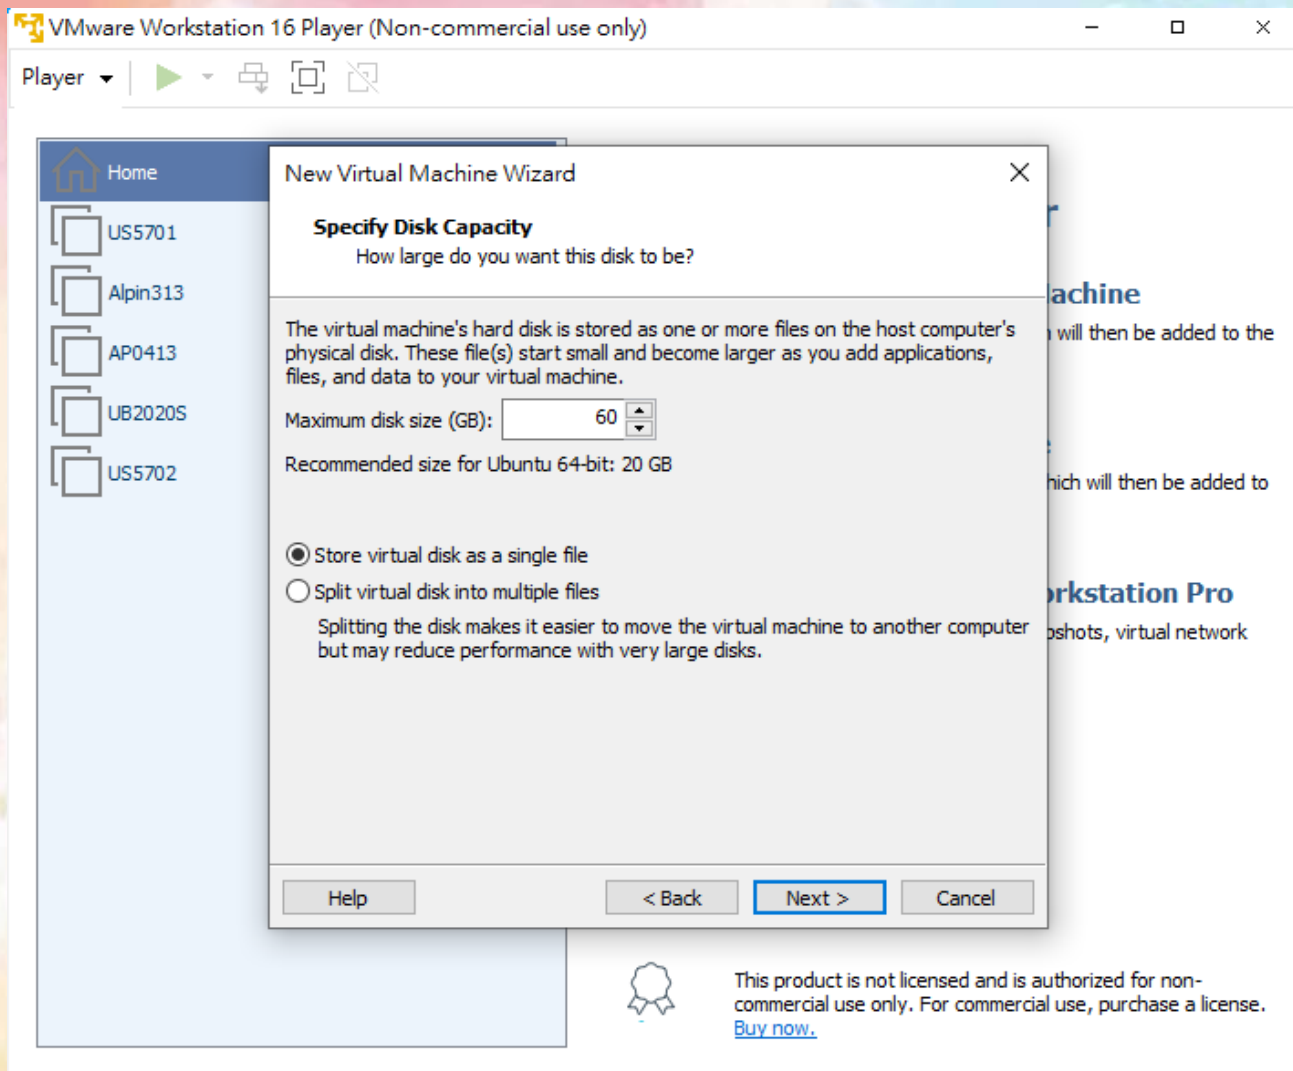 VMware Workstation 16 Player (Non-commercial use only)
Player
Home
US5701
Alpin313
AP0413
UB2020S
US5702
New Virtual Machine Wizard
Specify Disk Capacity
How large do you want this disk to be?
The virtual machine's hard disk is stored as one or more files on the host computer's
physical disk. These file(s) start small and become larger as you add applications,
files, and data to your virtual machine.
Maximum disk size (GB): 60
Recommended size for Ubuntu 64-bit: 20 GB
Store virtual disk as a single file
Split virtual disk into multiple files
Splitting the disk makes it easier to move the virtual machine to another computer
but may reduce performance with very large disks.
Help
< Back
Next >
Cancel
will then be added to the
will then be added to
Pro
virtual network
This product is not licensed and is authorized for non-
commercial use only. For commercial use, purchase a license.
Buy now.